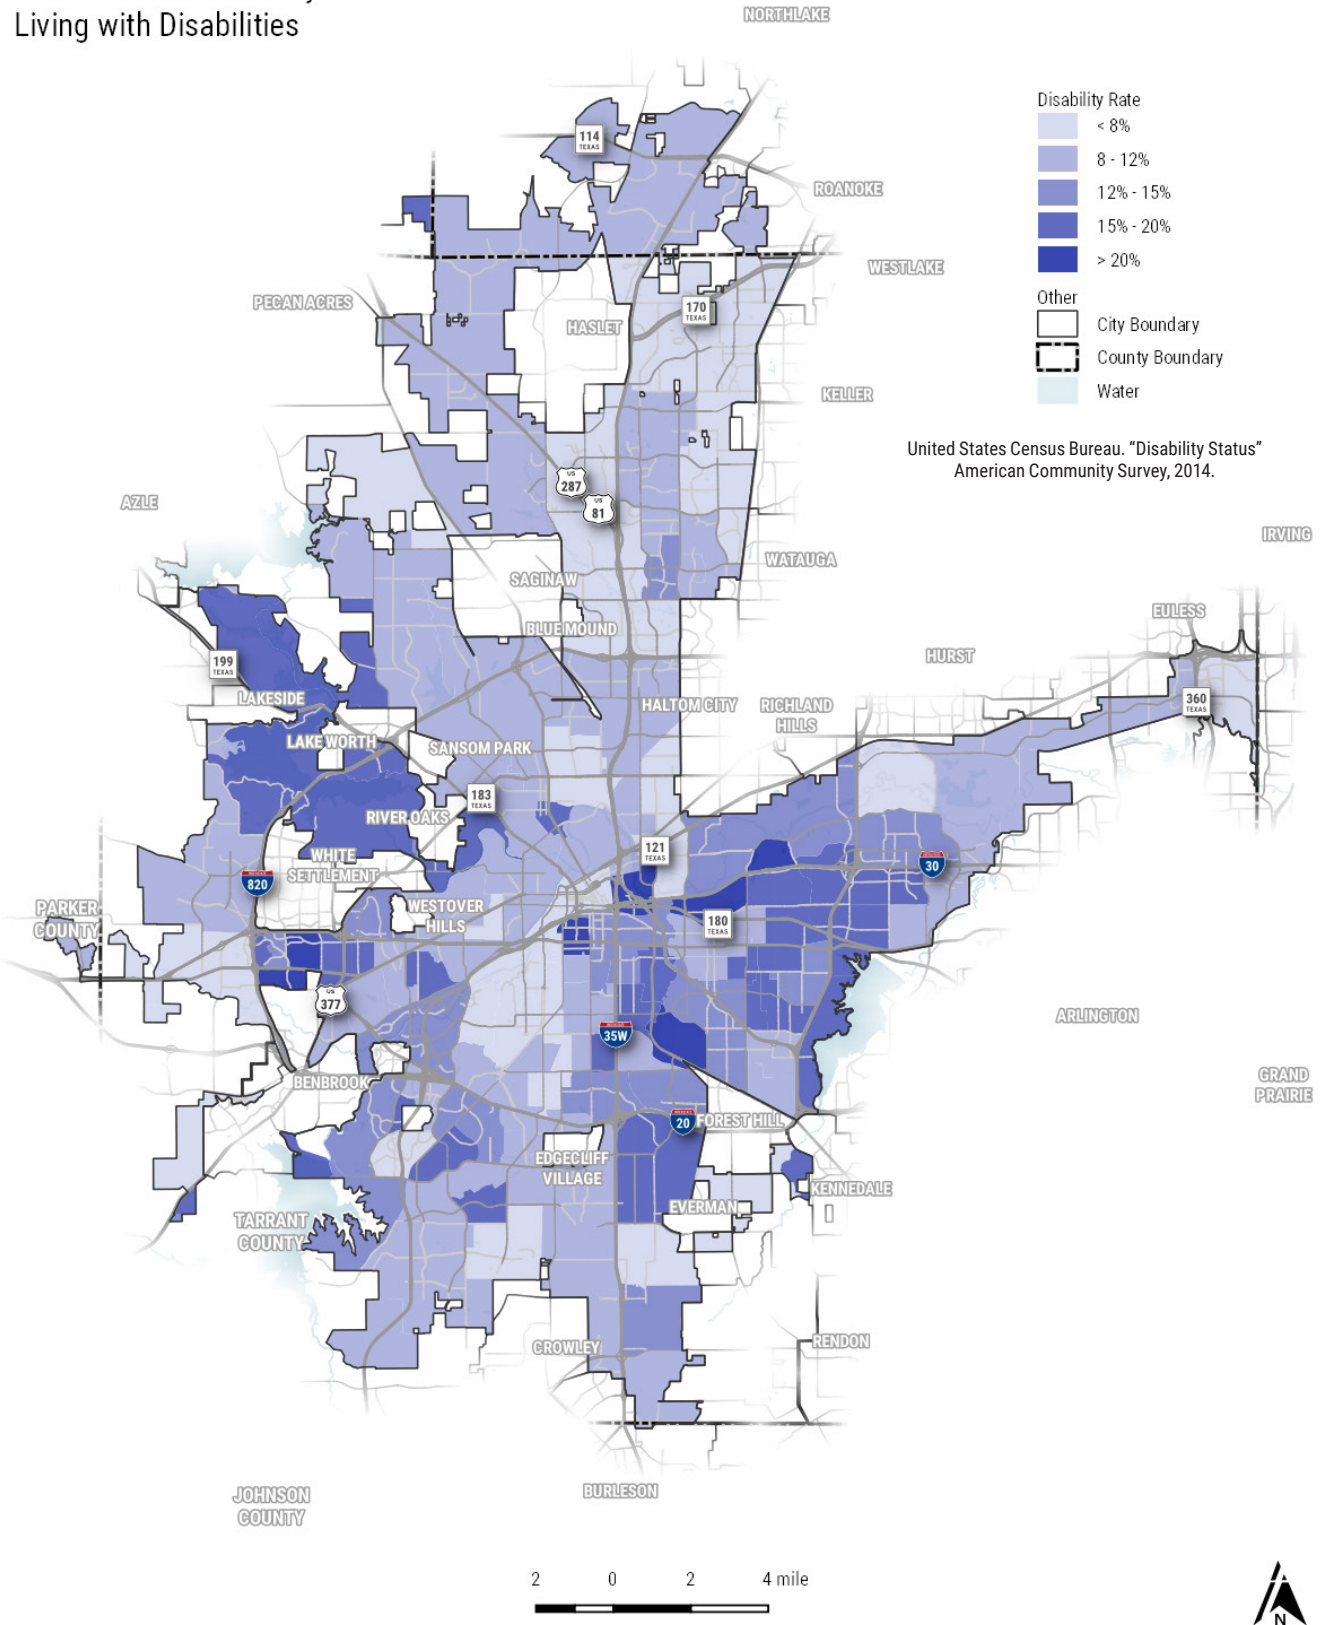 Living with Disabilities
NORTHLAKE
Disability Rate
< 8%
8 - 12%
12% - 15%
15% - 20%
> 20%
Other
City Boundary
County Boundary
Water
United States Census Bureau. “Disability Status”
American Community Survey, 2014.
114
TEXAS
ROANOKE
WESTLAKE
PECAN ACRES
170
TEXAS
HASLET
KELLER
US
287
US
81
AZLE
IRVING
WATAUGA
SAGINAW
EULESS
BLUE MOUND
HURST
199
TEXAS
LAKESIDE
HALTOM CITY
RICHLAND
HILLS
360
TEXAS
LAKE WORTH
SANSOM PARK
183
TEXAS
RIVER OAKS
121
TEXAS
WHITE
SETTLEMENT
30
820
PARKER
COUNTY
WESTOVER
HILLS
180
TEXAS
US
377
35W
ARLINGTON
BENBROOK
GRAND
PRAIRIE
20
FOREST HILL
EDGECLIFF
VILLAGE
KENNEDALE
EVERMAN
TARRANT
COUNTY
CROWLEY
RENDON
JOHNSON
COUNTY
BURLESON
2 0 2 4 mile
N